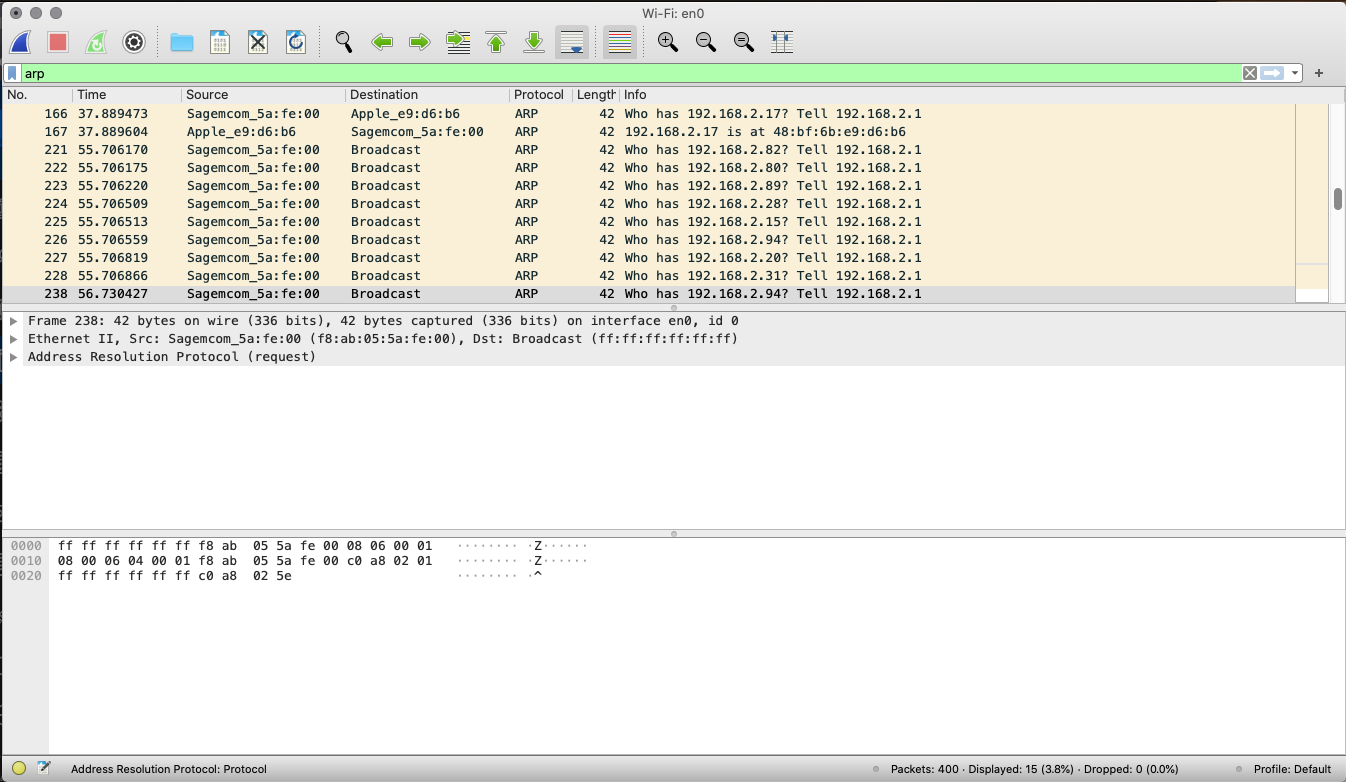 Wi-Fi: en0
arp
No. Time Source Destination Protocol Length Info
166 37.889473 Sagemcom_5a:fe:00 Apple_e9:d6:b6 ARP 42 Who has 192.168.2.17? Tell 192.168.2.1
167 37.889604 Apple_e9:d6:b6 Sagemcom_5a:fe:00 ARP 42 192.168.2.17 is at 48:bf:6b:e9:d6:b6
221 55.706170 Sagemcom_5a:fe:00 Broadcast ARP 42 Who has 192.168.2.82? Tell 192.168.2.1
222 55.706175 Sagemcom_5a:fe:00 Broadcast ARP 42 Who has 192.168.2.80? Tell 192.168.2.1
223 55.706220 Sagemcom_5a:fe:00 Broadcast ARP 42 Who has 192.168.2.89? Tell 192.168.2.1
224 55.706509 Sagemcom_5a:fe:00 Broadcast ARP 42 Who has 192.168.2.28? Tell 192.168.2.1
225 55.706513 Sagemcom_5a:fe:00 Broadcast ARP 42 Who has 192.168.2.15? Tell 192.168.2.1
226 55.706559 Sagemcom_5a:fe:00 Broadcast ARP 42 Who has 192.168.2.94? Tell 192.168.2.1
227 55.706819 Sagemcom_5a:fe:00 Broadcast ARP 42 Who has 192.168.2.20? Tell 192.168.2.1
228 55.706866 Sagemcom_5a:fe:00 Broadcast ARP 42 Who has 192.168.2.31? Tell 192.168.2.1
238 56.730427 Sagemcom_5a:fe:00 Broadcast ARP 42 Who has 192.168.2.94? Tell 192.168.2.1
Frame 238: 42 bytes on wire (336 bits), 42 bytes captured (336 bits) on interface en0, id 0
Ethernet II, Src: Sagemcom_5a:fe:00 (f8:ab:05:5a:fe:00), Dst: Broadcast (ff:ff:ff:ff:ff:ff)
Address Resolution Protocol (request)
0000 ff ff ff ff ff ff f8 ab 05 5a fe 00 08 06 00 01 ········ ·Z······
0010 08 00 06 04 00 01 f8 ab 05 5a fe 00 c0 a8 02 01 ········ ·Z······
0020 ff ff ff ff ff ff c0 a8 02 5e ········ ·^
Address Resolution Protocol: Protocol Packets: 400 · Displayed: 15 (3.8%) · Dropped: 0 (0.0%) Profile: Default